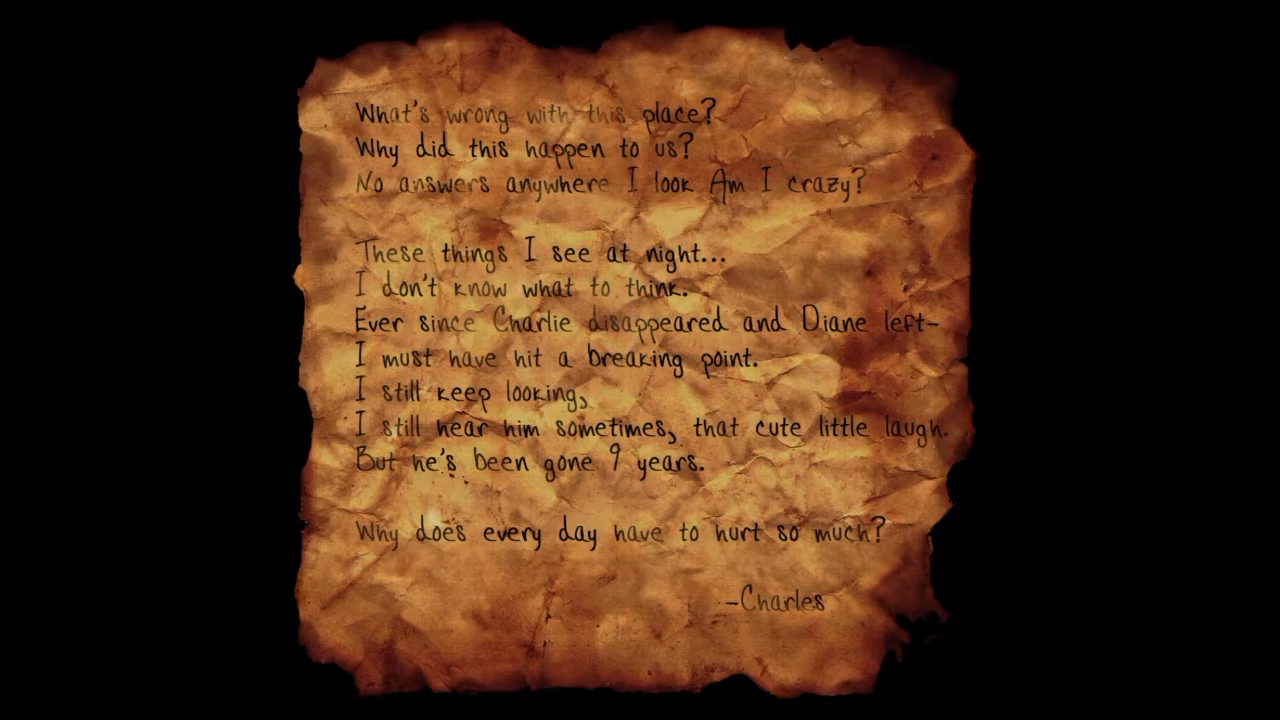 What's wrong with this place?
Why did this happen to us?
No answers anywhere I look Am I crazy?
These things I see at night...
I don't know what to think.
Ever since Charlie disappeared and Diane left-
I must have hit a breaking point.
I still keep looking,
I still hear him sometimes, that cute little laugh.
But he's been gone 9 years.
Why does every day have to hurt so much?
-Charles